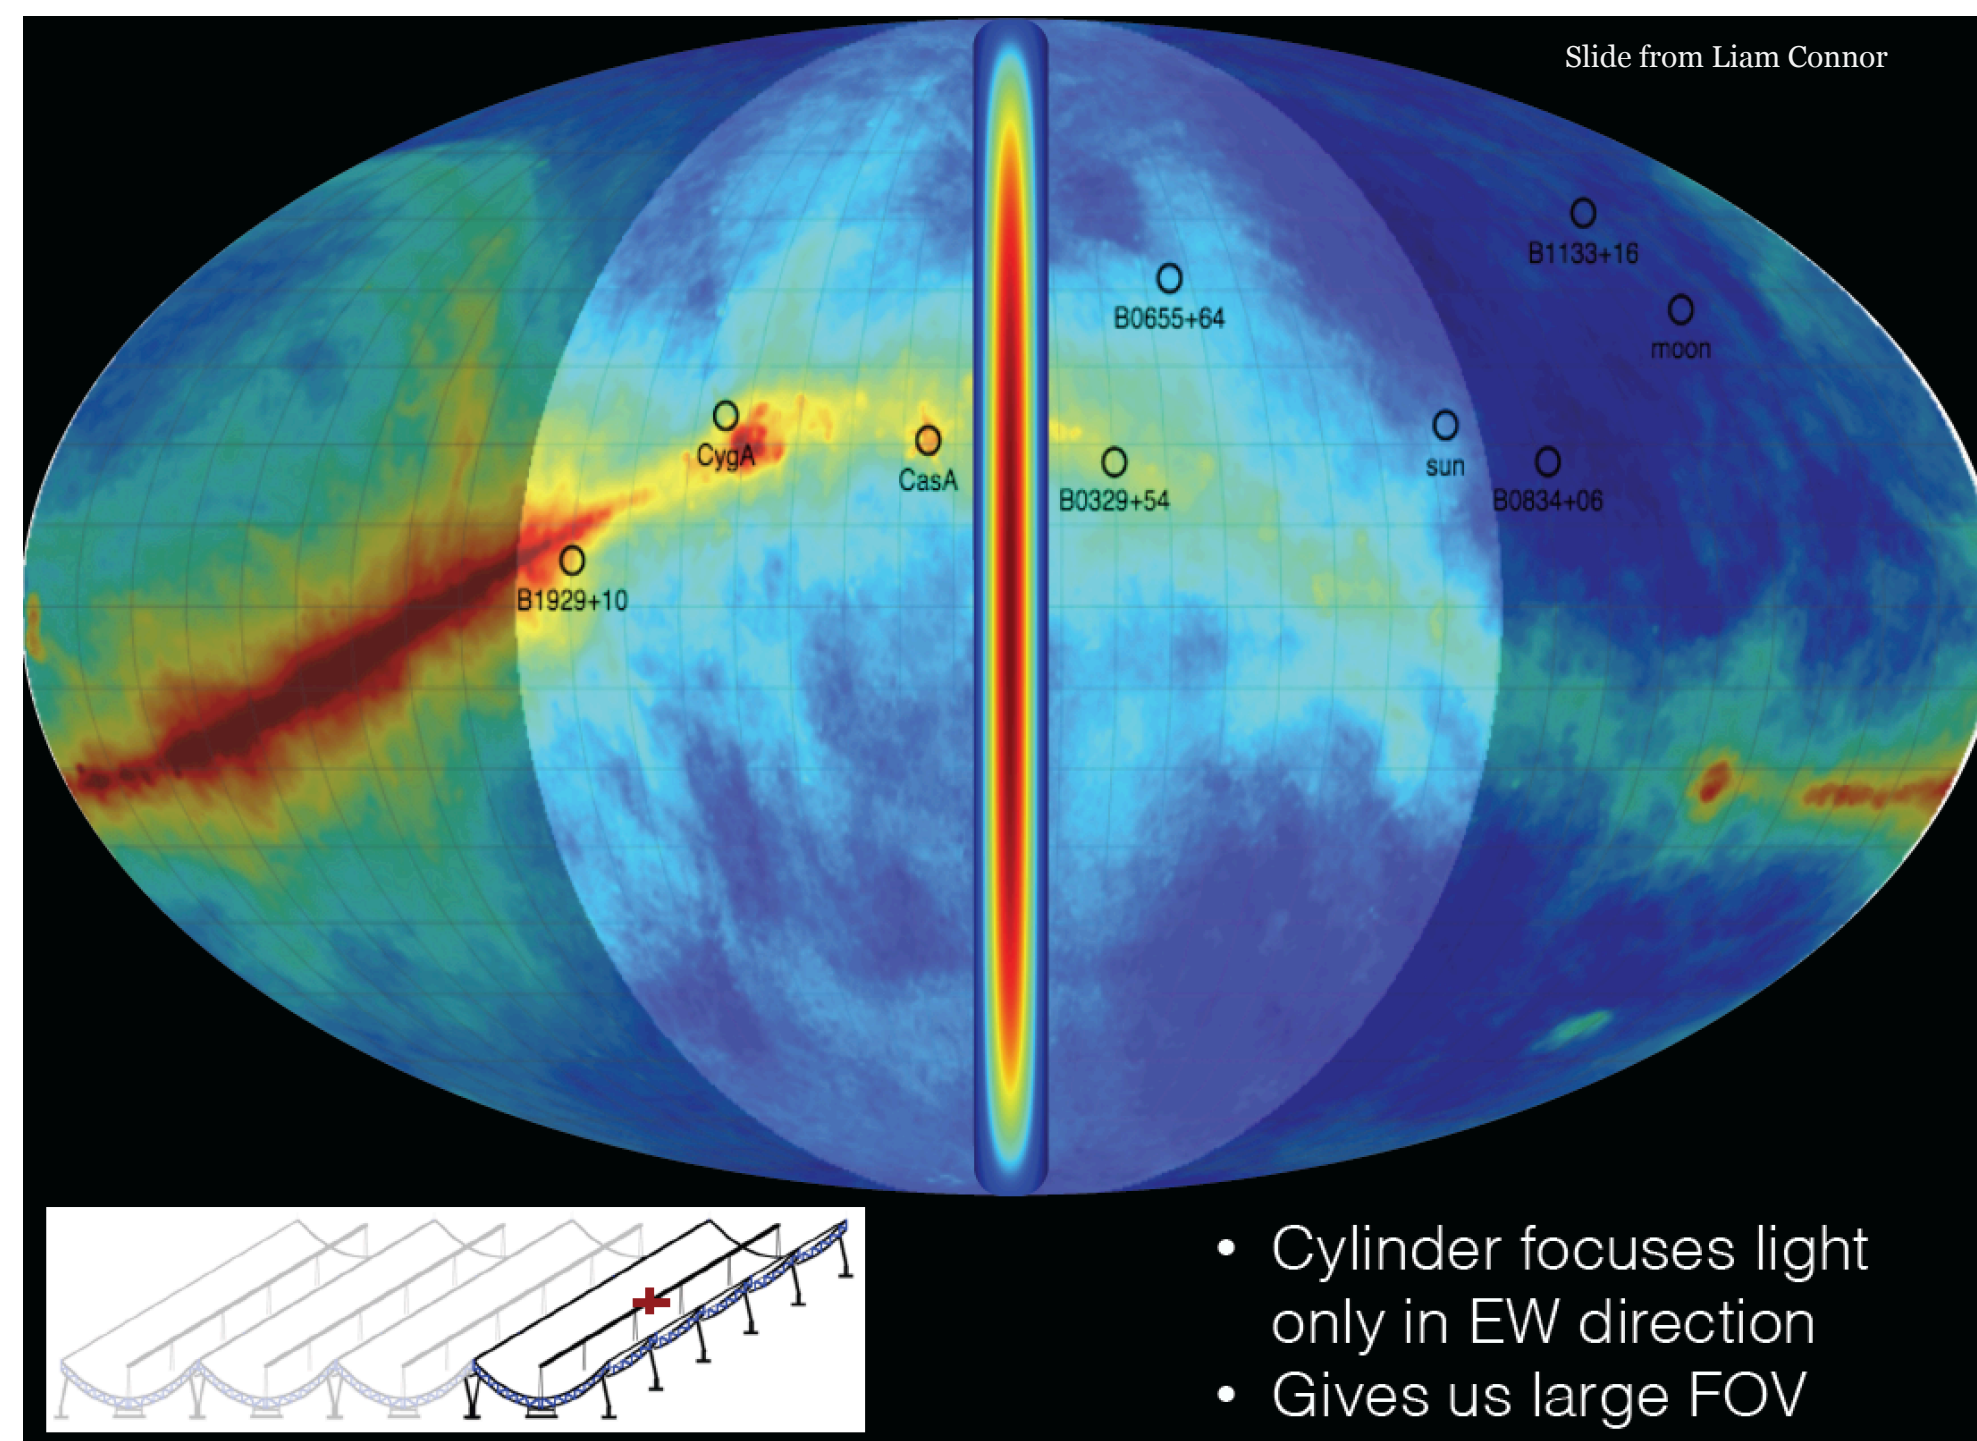 Slide from Liam Connor
B1133+16
B0655+64
moon
CygA
sun
CasA
B0329+54
B0834+06
B1929+10
• Cylinder focuses light
only in EW direction
• Gives us large FOV